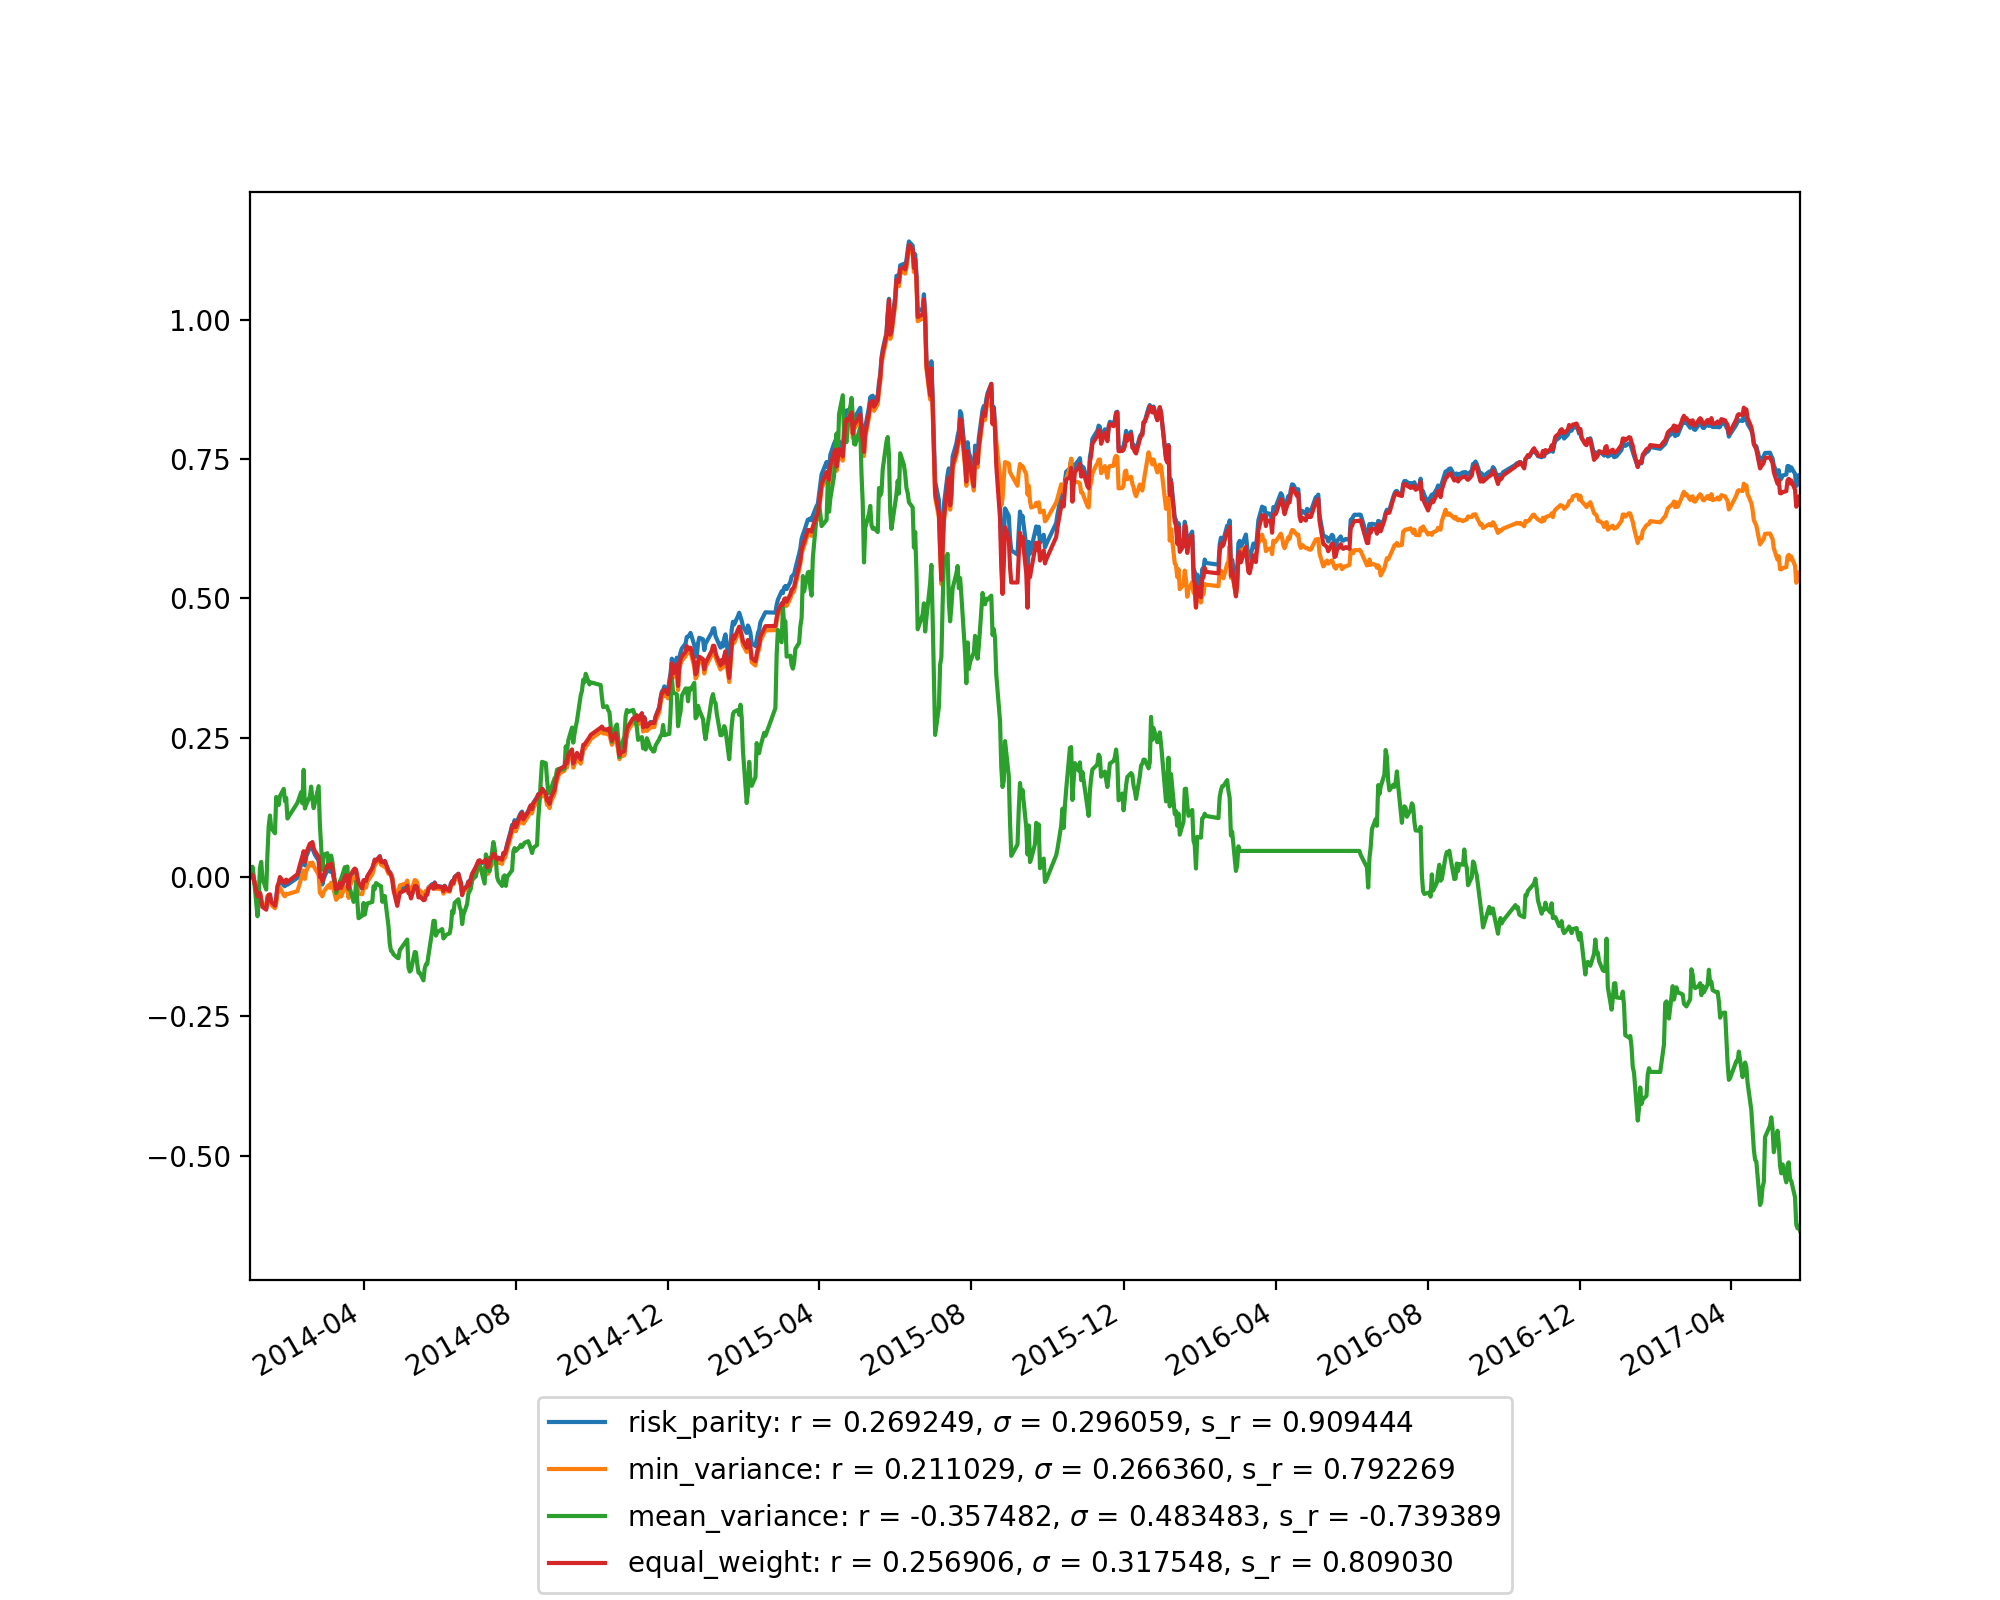 1.00
0.75
0.50
0.25
0.00
−0.25
−0.50
2014-04 2014-08 2014-12 2015-04 2015-08 2015-12 2016-04 2016-08 2016-12 2017-04
risk_parity: r = 0.269249, σ = 0.296059, s_r = 0.909444
min_variance: r = 0.211029, σ = 0.266360, s_r = 0.792269
mean_variance: r = -0.357482, σ = 0.483483, s_r = -0.739389
equal_weight: r = 0.256906, σ = 0.317548, s_r = 0.809030